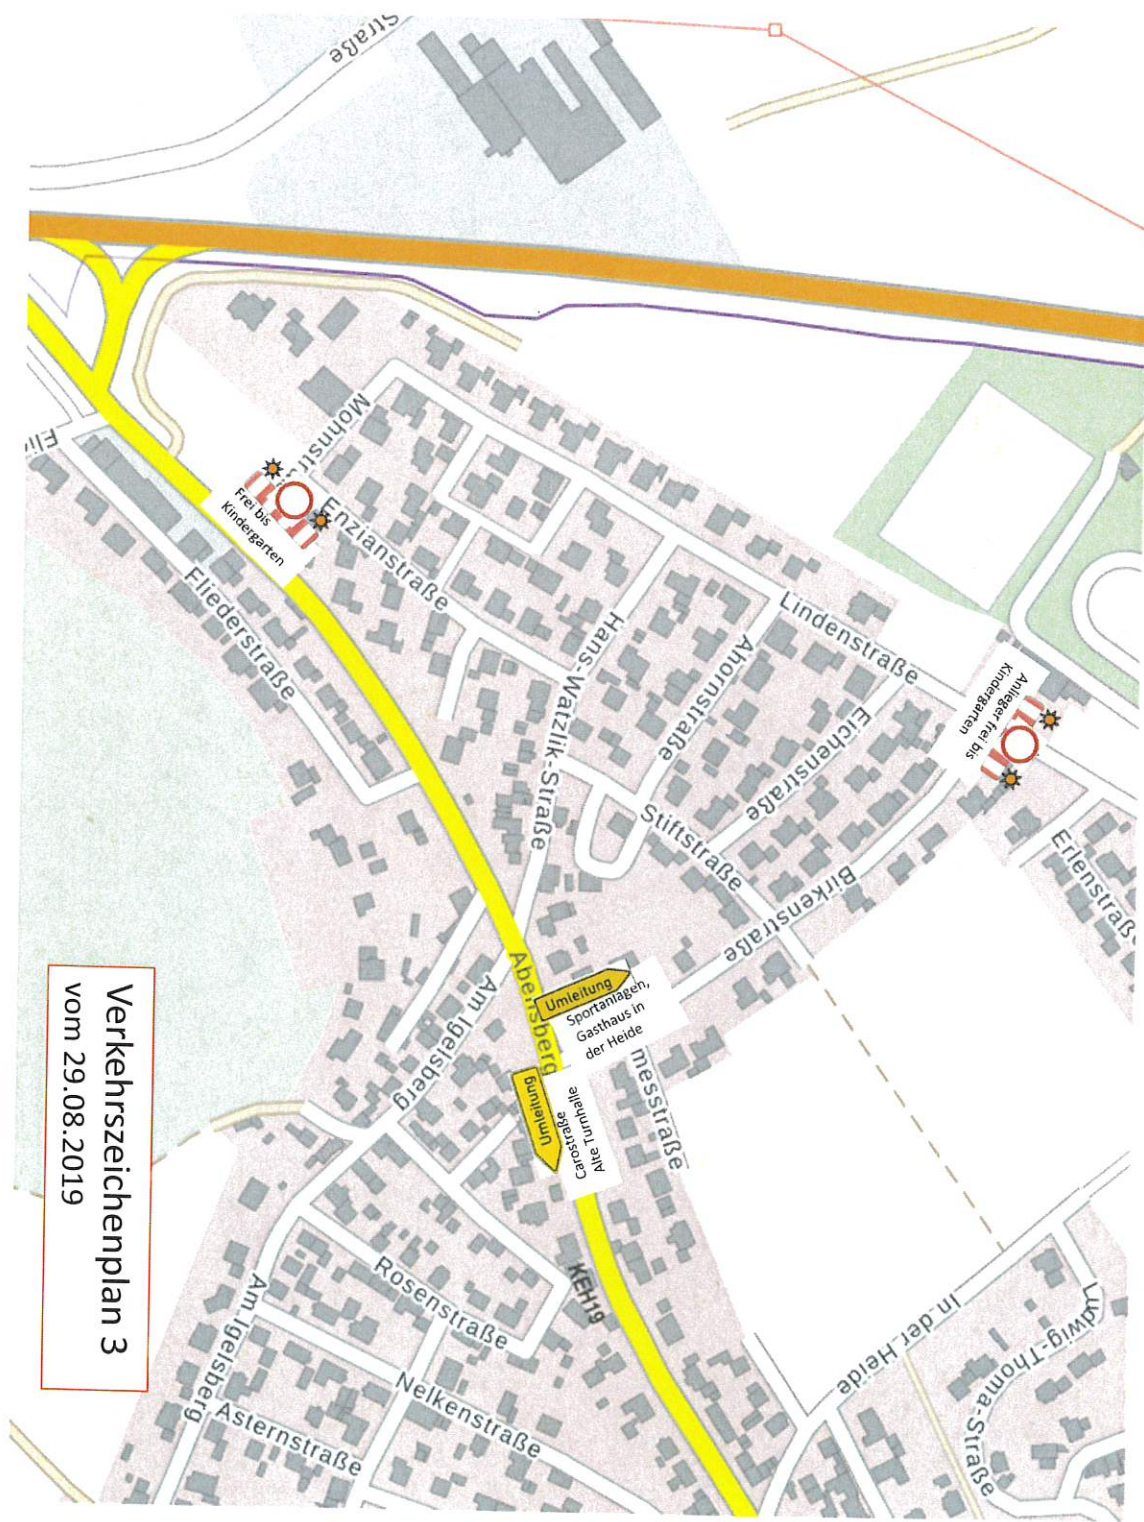 Verkehrszeichenplan 3
vom 29.08.2019
Straße
Mohnstr
Frei bis
Kindergarten
Enzianstraße
Fliederstraße
Hans-Watzlik-Straße
Lindenstraße
Ahornstraße
Eichenstraße
Anlieger frei bis
Kindergarten
Stiftstraße
Birkenstraße
Erlenstraße
Abensberg
Umleitung
Sportanlagen,
Gasthaus in
der Heide
Umleitung
Carostraße
Alte Turnhalle
messtraße
Am Igelsberg
KEH19
Rosenstraße
Am Igelsberg
Nelkenstraße
Asternstraße
In der Heide
Ludwig-Thoma-Straße